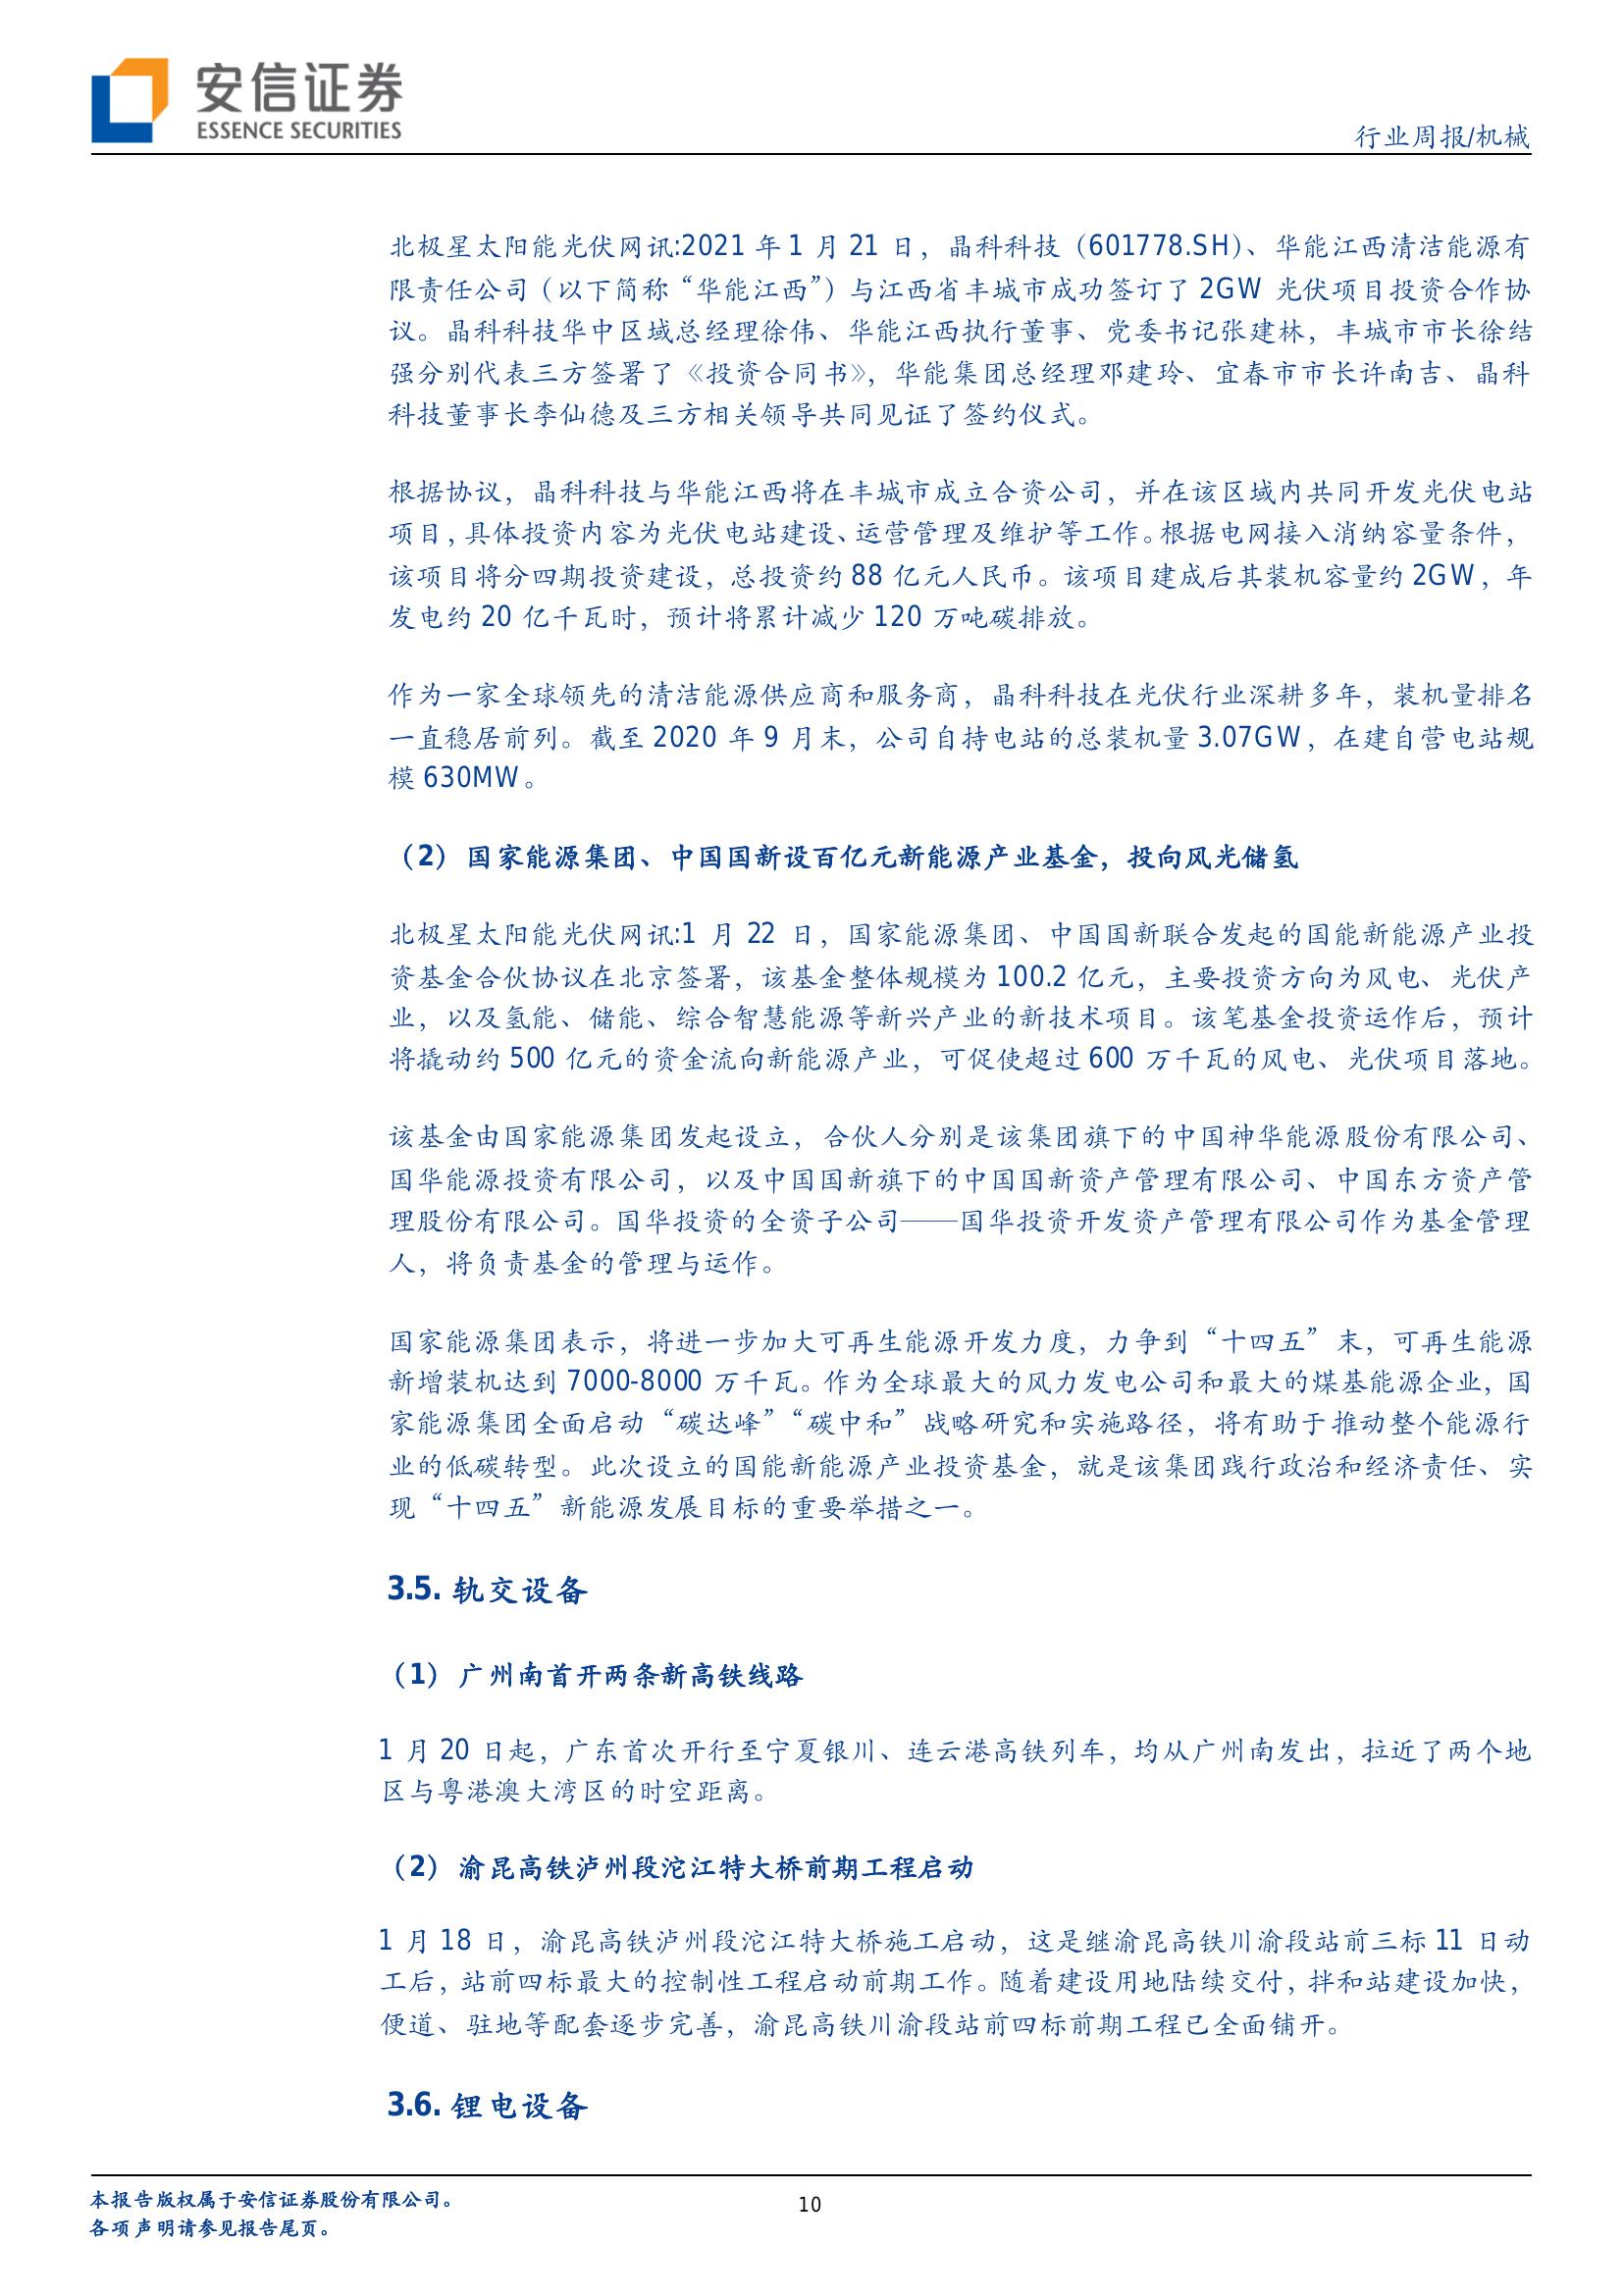 安信证券
ESSENCE SECURITIES
行业周报/机械
北极星太阳能光伏网讯:2021 年 1 月 21 日，晶科科技（601778.SH）、华能江西清洁能源有
限责任公司（以下简称“华能江西”）与江西省丰城市成功签订了 2GW 光伏项目投资合作协
议。晶科科技华中区域总经理徐伟、华能江西执行董事、党委书记张建林，丰城市市长徐结
强分别代表三方签署了《投资合同书》，华能集团总经理邓建玲、宜春市市长许南吉、晶科
科技董事长李仙德及三方相关领导共同见证了签约仪式。
根据协议，晶科科技与华能江西将在丰城市成立合资公司，并在该区域内共同开发光伏电站
项目，具体投资内容为光伏电站建设、运营管理及维护等工作。根据电网接入消纳容量条件，
该项目将分四期投资建设，总投资约 88 亿元人民币。该项目建成后其装机容量约 2GW，年
发电约 20 亿千瓦时，预计将累计减少 120 万吨碳排放。
作为一家全球领先的清洁能源供应商和服务商，晶科科技在光伏行业深耕多年，装机量排名
一直稳居前列。截至 2020 年 9 月末，公司自持电站的总装机量 3.07GW，在建自营电站规
模 630MW。
（2）国家能源集团、中国国新设百亿元新能源产业基金，投向风光储氢
北极星太阳能光伏网讯:1 月 22 日，国家能源集团、中国国新联合发起的国能新能源产业投
资基金合伙协议在北京签署，该基金整体规模为 100.2 亿元，主要投资方向为风电、光伏产
业，以及氢能、储能、综合智慧能源等新兴产业的新技术项目。该笔基金投资运作后，预计
将撬动约 500 亿元的资金流向新能源产业，可促使超过 600 万千瓦的风电、光伏项目落地。
该基金由国家能源集团发起设立，合伙人分别是该集团旗下的中国神华能源股份有限公司、
国华能源投资有限公司，以及中国国新旗下的中国国新资产管理有限公司、中国东方资产管
理股份有限公司。国华投资的全资子公司——国华投资开发资产管理有限公司作为基金管理
人，将负责基金的管理与运作。
国家能源集团表示，将进一步加大可再生能源开发力度，力争到“十四五”末，可再生能源
新增装机达到 7000-8000 万千瓦。作为全球最大的风力发电公司和最大的煤基能源企业，国
家能源集团全面启动“碳达峰”“碳中和”战略研究和实施路径，将有助于推动整个能源行
业的低碳转型。此次设立的国能新能源产业投资基金，就是该集团践行政治和经济责任、实
现“十四五”新能源发展目标的重要举措之一。
3.5. 轨交设备
（1）广州南首开两条新高铁线路
1 月 20 日起，广东首次开行至宁夏银川、连云港高铁列车，均从广州南发出，拉近了两个地
区与粤港澳大湾区的时空距离。
（2）渝昆高铁泸州段沱江特大桥前期工程启动
1 月 18 日，渝昆高铁泸州段沱江特大桥施工启动，这是继渝昆高铁川渝段站前三标 11 日动
工后，站前四标最大的控制性工程启动前期工作。随着建设用地陆续交付，拌和站建设加快，
便道、驻地等配套逐步完善，渝昆高铁川渝段站前四标前期工程已全面铺开。
3.6. 锂电设备
本报告版权属于安信证券股份有限公司。
各项声明请参见报告尾页。
10